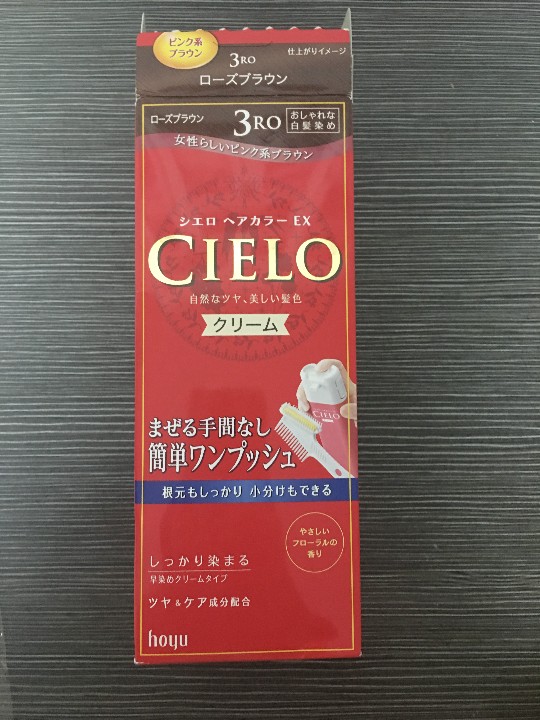 ピンク系
ブラウン
3RO
仕上がりイメージ
ローズブラウン
ローズブラウン
3RO
おしゃれな
白髪染め
女性らしいピンク系ブラウン
シエロ ヘアカラー EX
CIELO
自然なツヤ、美しい髪色
クリーム
CIELO
まぜる手間なし
簡単ワンプッシュ
根元もしっかり 小分けもできる
やさしい
フローラルの
香り
しっかり染まる
早染めクリームタイプ
ツヤ&ケア成分配合
hoyu